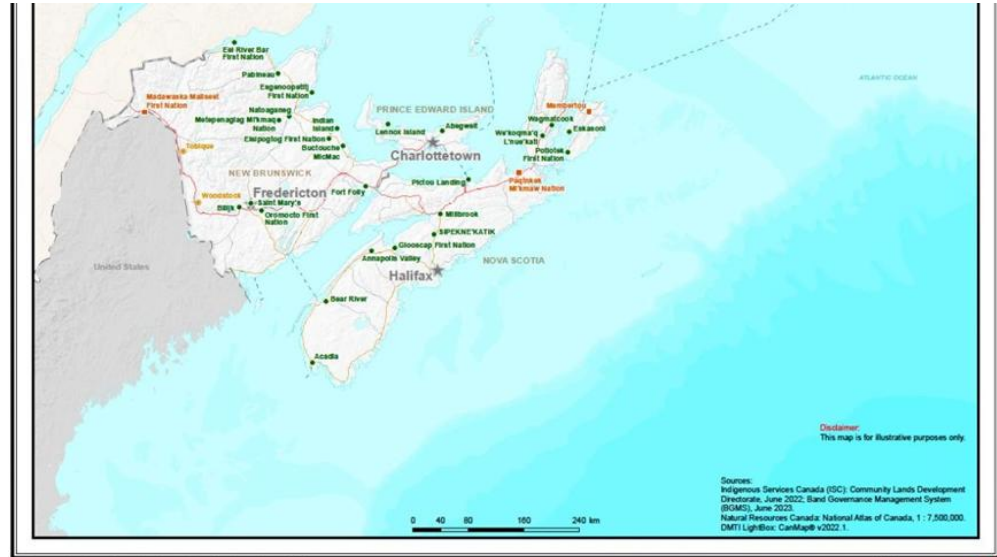 Eel River Bar
First Nation
Pabineau
Esganoopetitj
First Nation
Madawaska Maliseet
First Nation
Natoaganeg
Metepenagiag Mi'kmaq
Nation
Indian
Island
Elsipogtog First Nation
Buctouche
MicMac
Tobique
NEW BRUNSWICK
Woodstock
Fredericton
Saint Mary's
Bilijk
Oromocto First
Nation
Fort Folly
PRINCE EDWARD ISLAND
Lennox Island
Abegweit
Charlottetown
Membertou
Wagmatcook
We'koqma'q
L'nue'kati
Eskasoni
Potlotek
First Nation
Pictou Landing
Paqtnkek
Mi'kmaw Nation
Millbrook
SIPEKNE'KATIK
Glooscap First Nation
Annapolis Valley
NOVA SCOTIA
Halifax
Bear River
Acadia
United States
ATLANTIC OCEAN
Disclaimer:
This map is for illustrative purposes only.
Sources:
Indigenous Services Canada (ISC): Community Lands Development
Directorate, June 2022; Band Governance Management System
(BGMS), June 2023.
Natural Resources Canada: National Atlas of Canada, 1 : 7,500,000.
DMTI LightBox: CanMap® v2022.1.
0 40 80 160 240 km